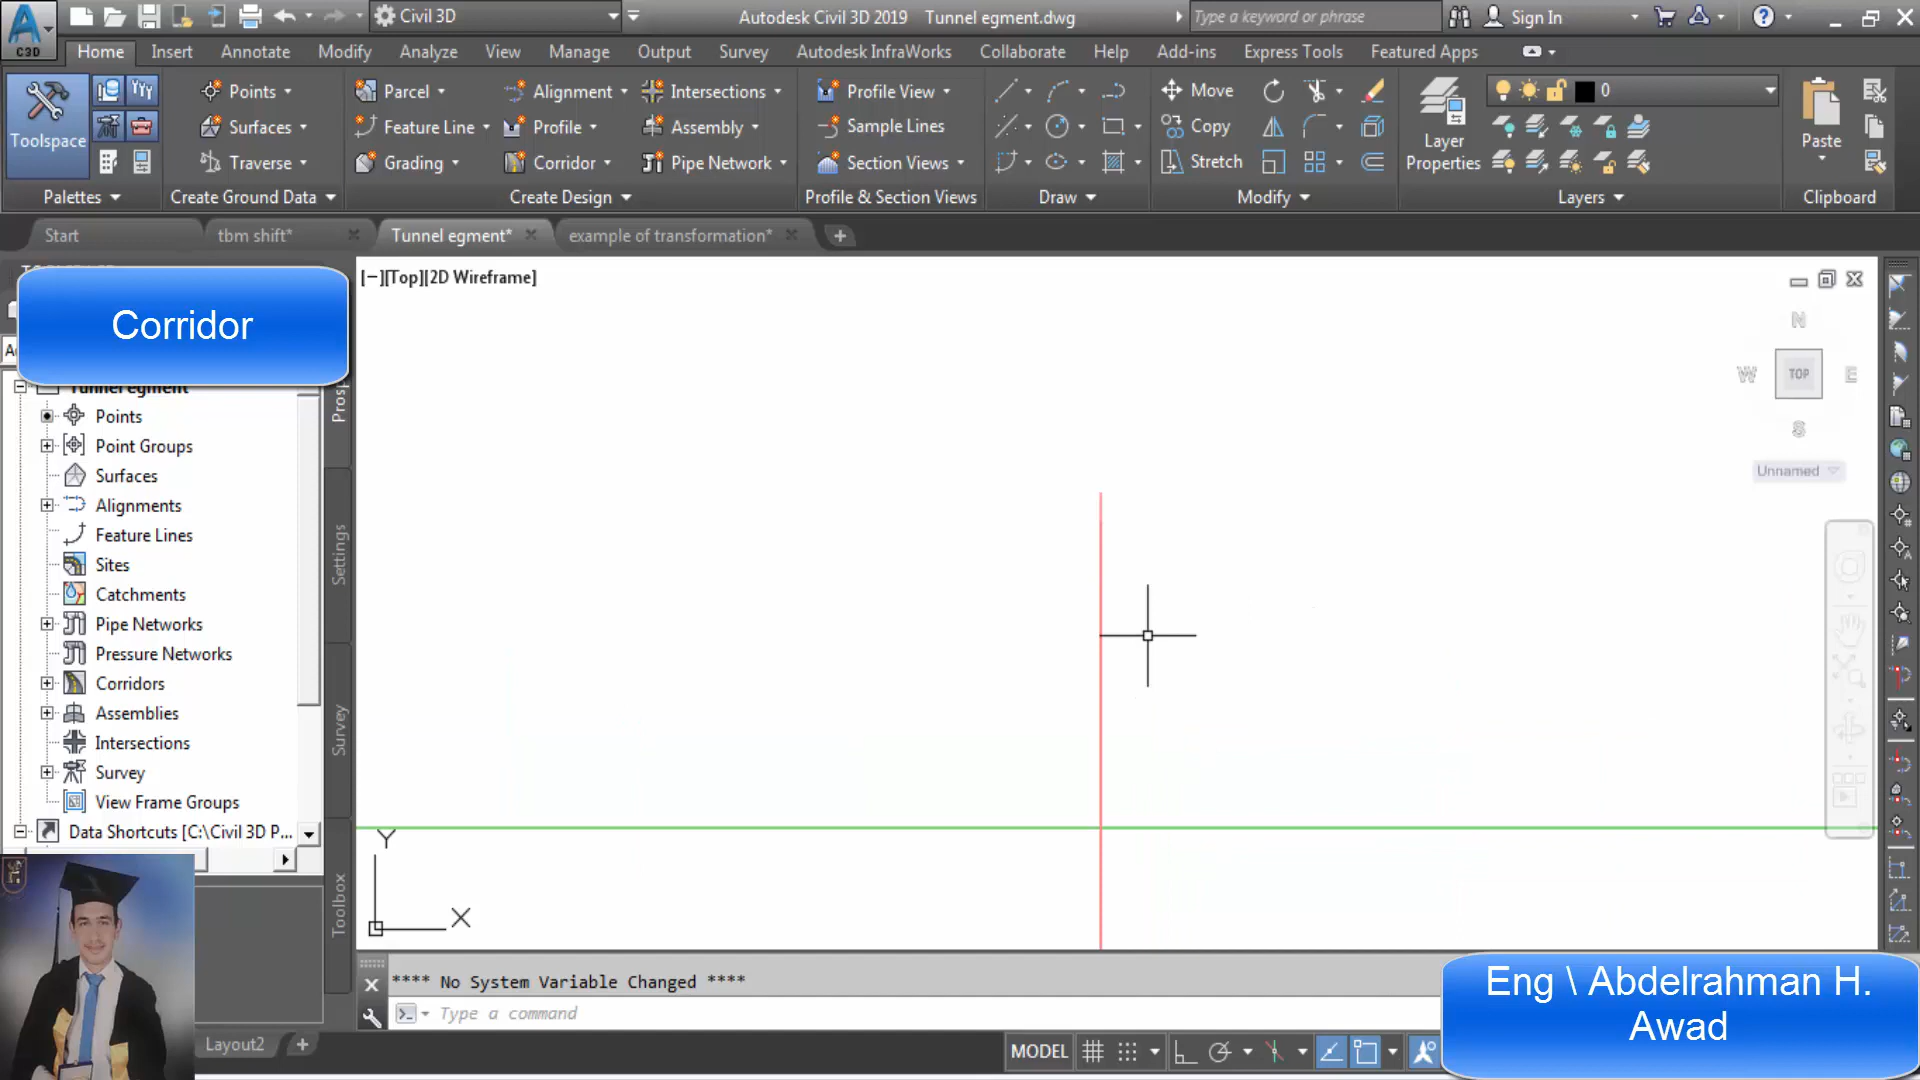 C3D
Civil 3D
Autodesk Civil 3D 2019 Tunnel egment.dwg
Type a keyword or phrase
Sign In
Home Insert Annotate Modify Analyze View Manage Output Survey Autodesk InfraWorks Collaborate Help Add-ins Express Tools Featured Apps
Toolspace
Points
Surfaces
Traverse
Parcel
Feature Line
Grading
Alignment
Profile
Corridor
Intersections
Assembly
Pipe Network
Profile View
Sample Lines
Section Views
Move
Copy
Stretch
Layer
Properties
0
Paste
Palettes Create Ground Data Create Design Profile & Section Views Draw Modify Layers Clipboard
Start tbm shift* Tunnel egment* example of transformation*
Corridor
[−][Top][2D Wireframe]
N
W TOP E
S
Unnamed
Tunnel egment
Points
Point Groups
Surfaces
Alignments
Feature Lines
Sites
Catchments
Pipe Networks
Pressure Networks
Corridors
Assemblies
Intersections
Survey
View Frame Groups
Data Shortcuts [C:\Civil 3D P...
Settings
Survey
Toolbox
Y
X
**** No System Variable Changed ****
Type a command
Layout2
MODEL
Eng \ Abdelrahman H.
Awad